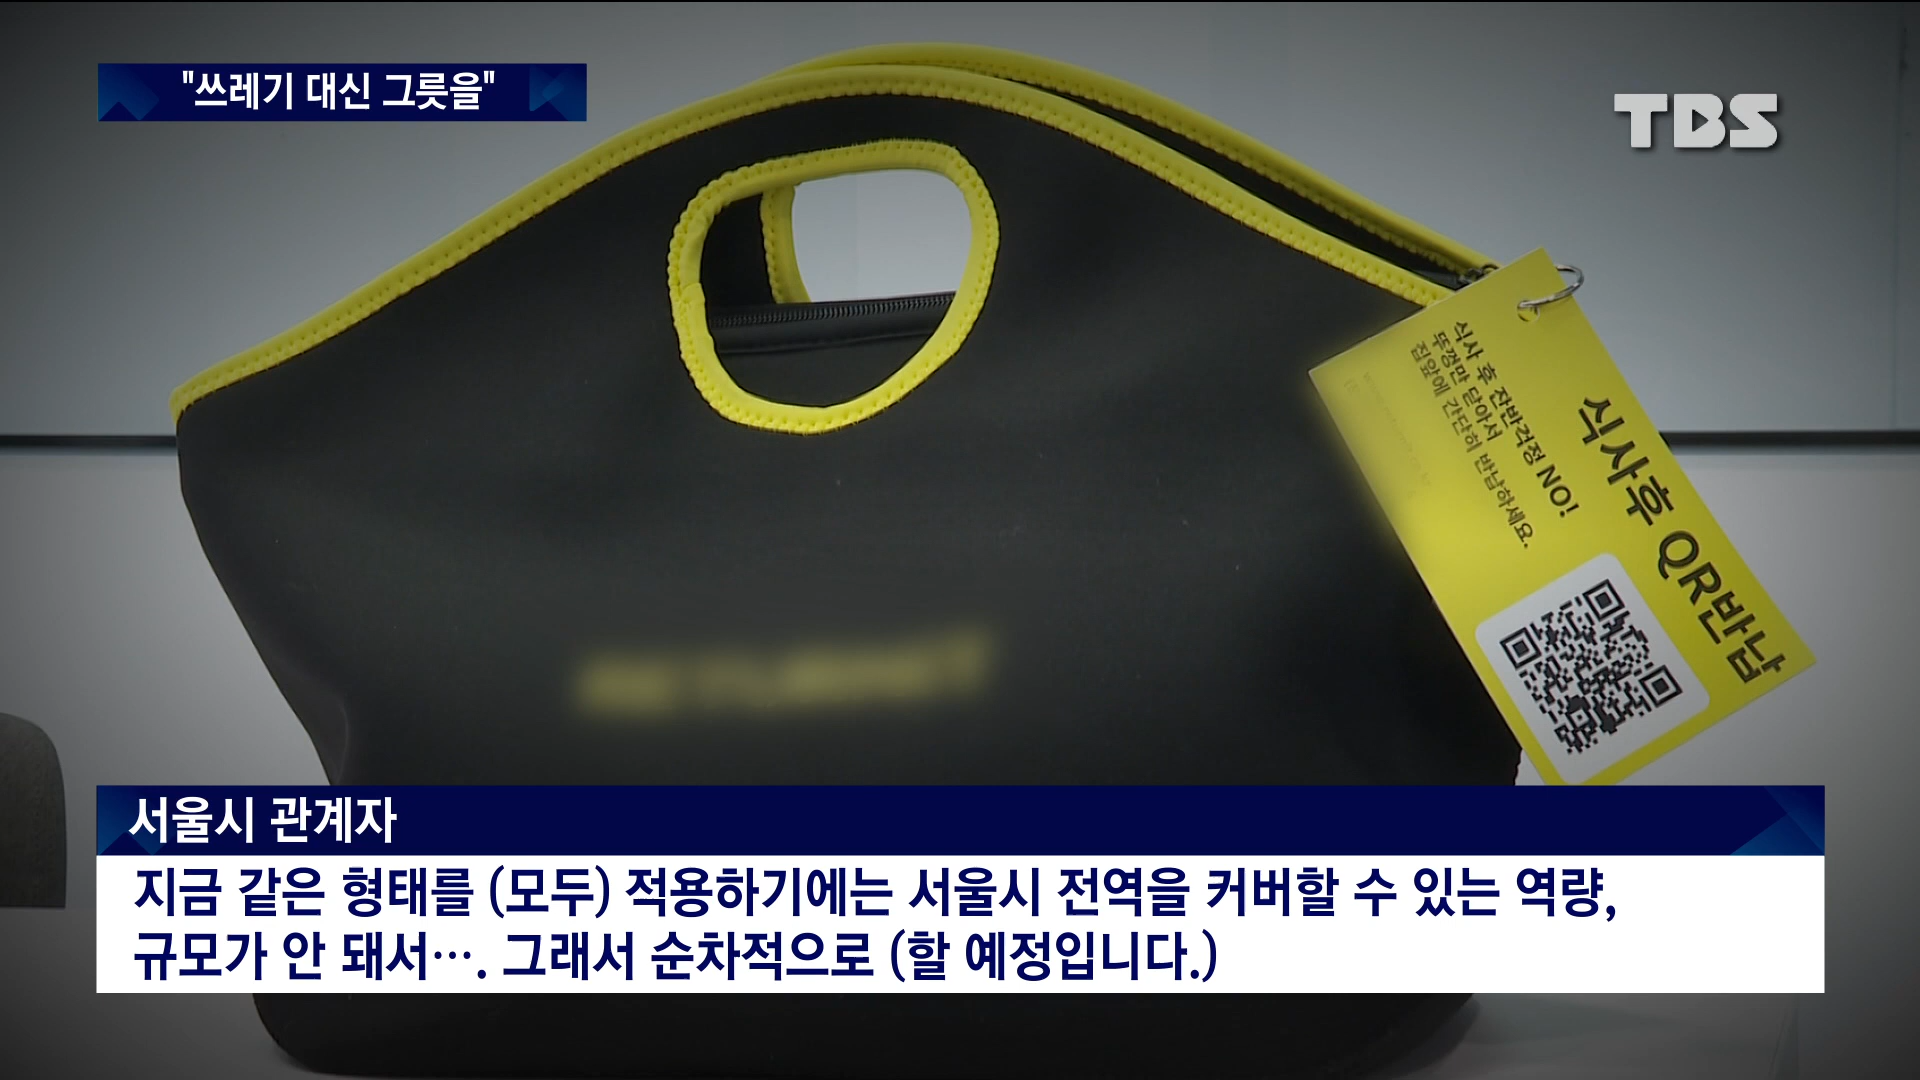 "쓰레기 대신 그릇을"
TBS
식사후 QR반납
식사 후 잔반걱정 NO!
뚜껑만 닫아서
집앞에 간단히 반납하세요.
서울시 관계자
지금 같은 형태를 (모두) 적용하기에는 서울시 전역을 커버할 수 있는 역량,
규모가 안 돼서…. 그래서 순차적으로 (할 예정입니다.)